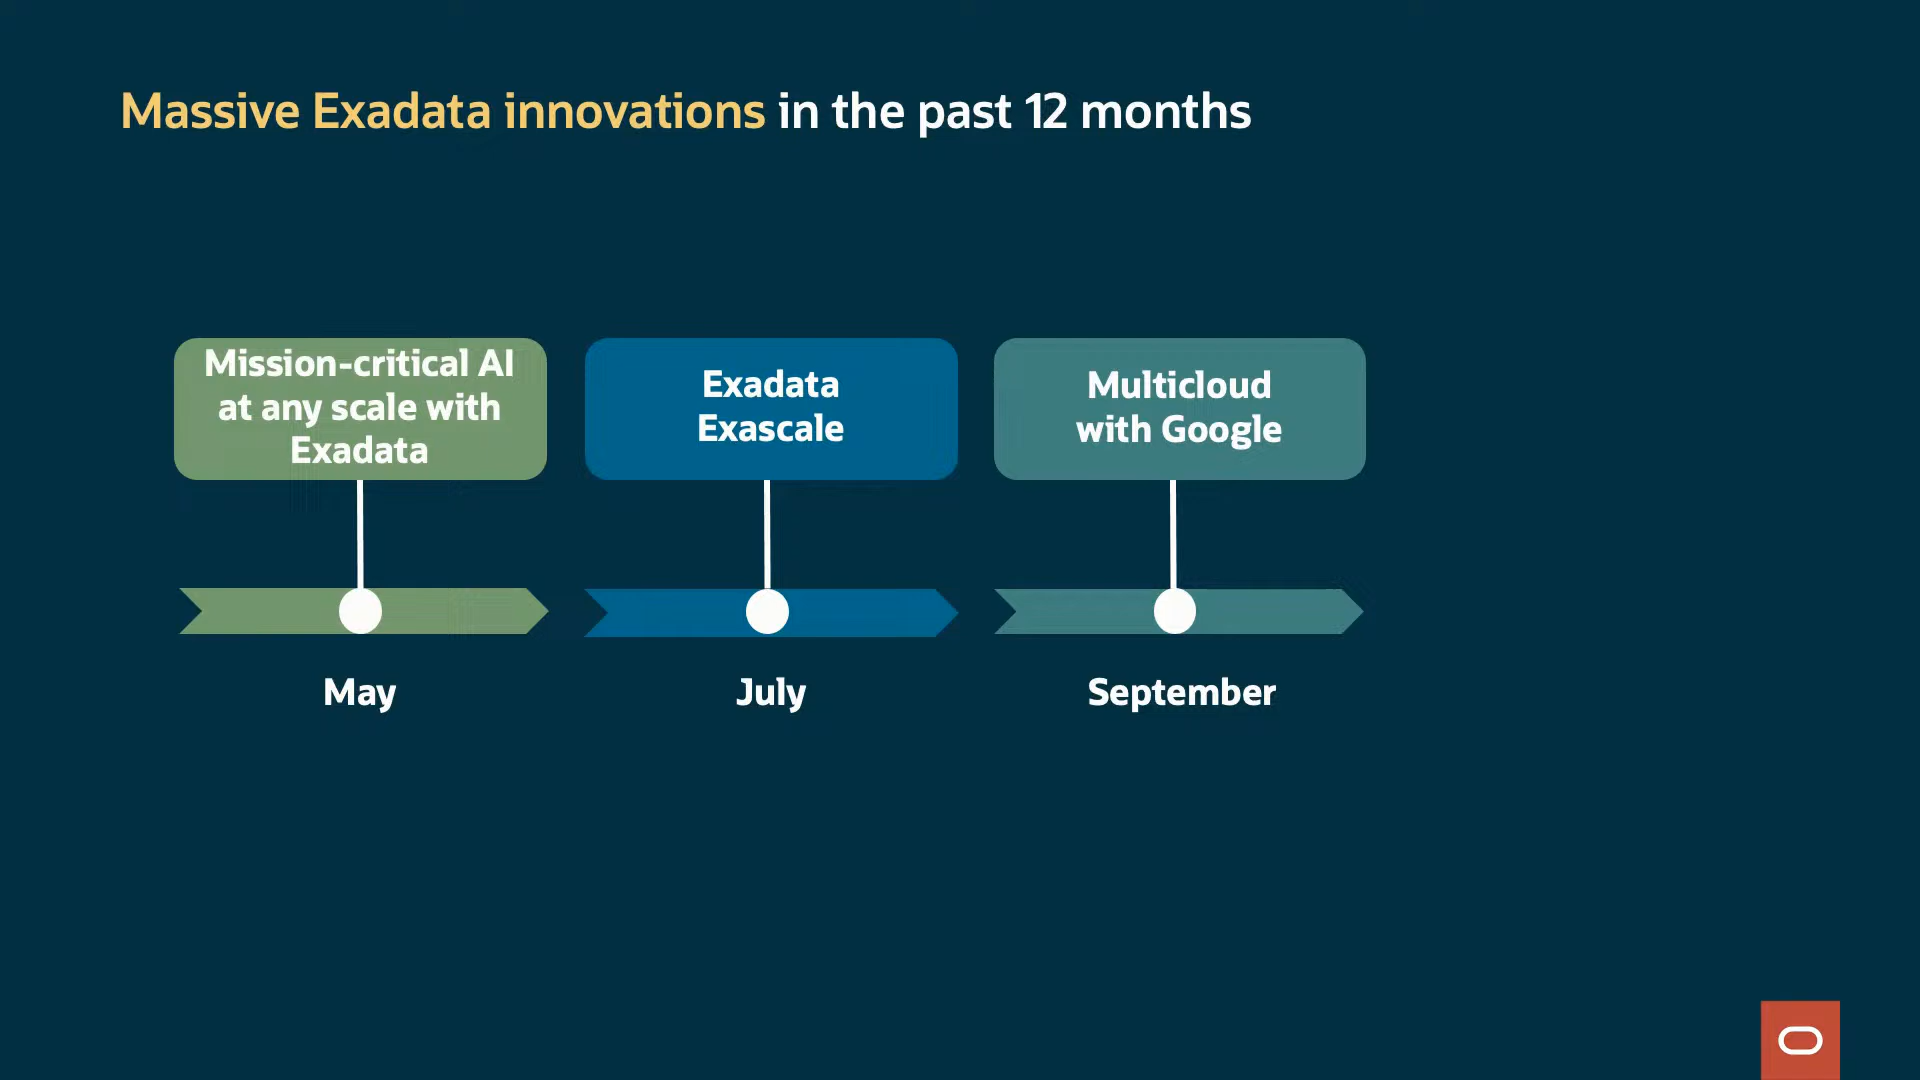 Massive Exadata innovations in the past 12 months
Mission-critical AI
at any scale with
Exadata
Exadata
Exascale
Multicloud
with Google
May
July
September